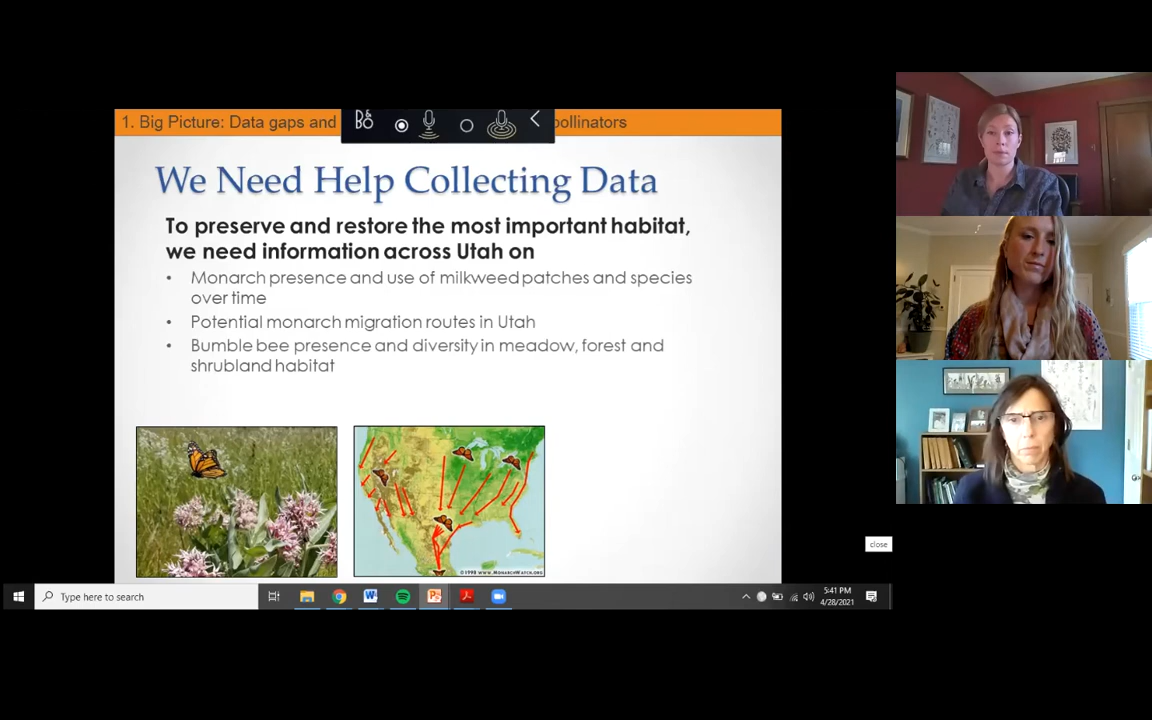 1. Big Picture: Data gaps and
pollinators
We Need Help Collecting Data
To preserve and restore the most important habitat,
we need information across Utah on
• Monarch presence and use of milkweed patches and species
over time
• Potential monarch migration routes in Utah
• Bumble bee presence and diversity in meadow, forest and
shrubland habitat
© 1998 WWW.MONARCHWATCH.ORG
close
Type here to search
5:41 PM
4/28/2021